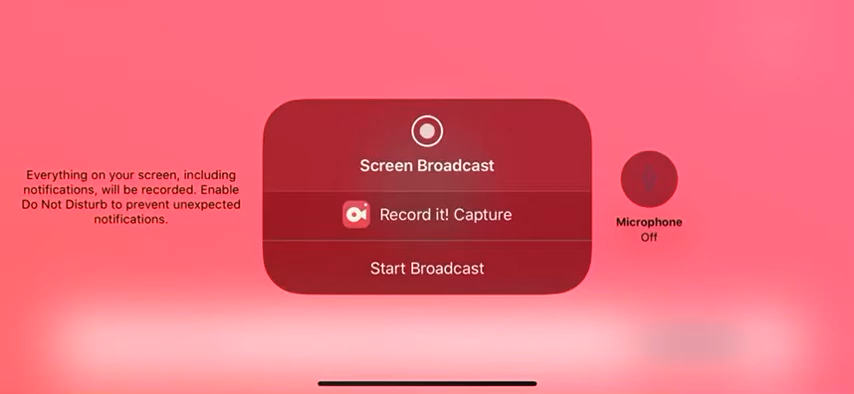 Everything on your screen, including
notifications, will be recorded. Enable
Do Not Disturb to prevent unexpected
notifications.
Screen Broadcast
Record it! Capture
Start Broadcast
Microphone
Off